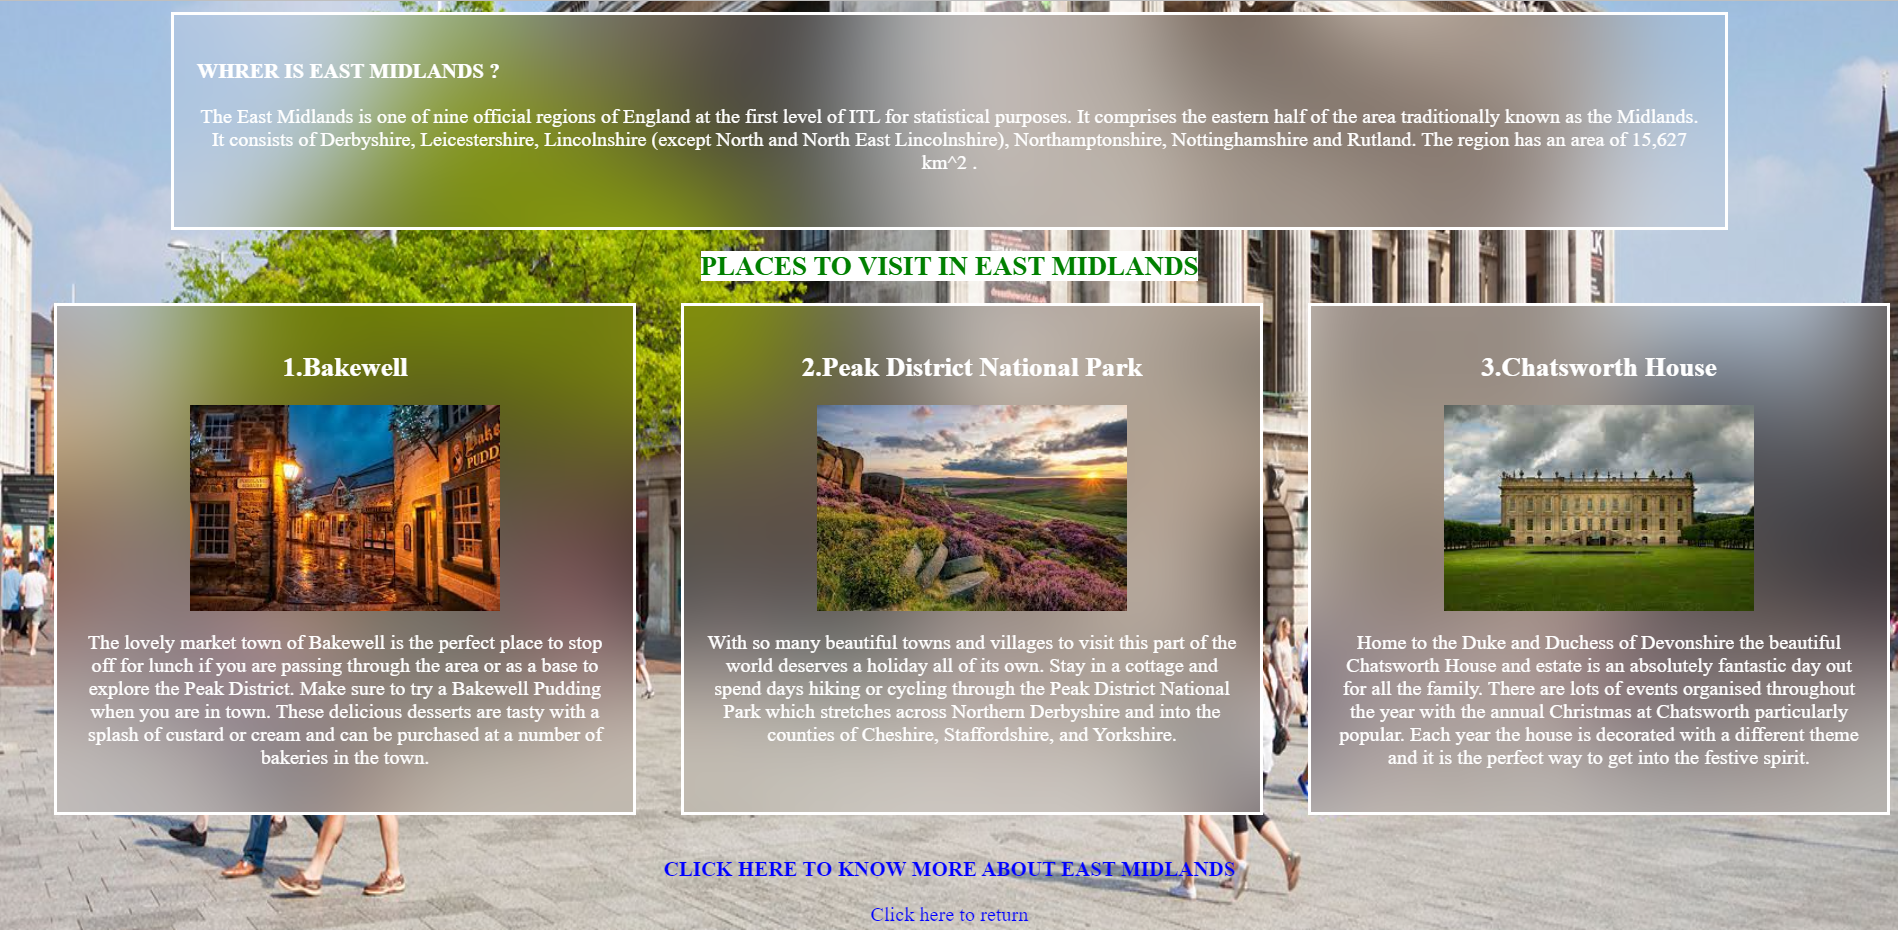 WHRER IS EAST MIDLANDS ?
The East Midlands is one of nine official regions of England at the first level of ITL for statistical purposes. It comprises the eastern half of the area traditionally known as the Midlands.
It consists of Derbyshire, Leicestershire, Lincolnshire (except North and North East Lincolnshire), Northamptonshire, Nottinghamshire and Rutland. The region has an area of 15,627
km^2 .
PLACES TO VISIT IN EAST MIDLANDS
1.Bakewell
The lovely market town of Bakewell is the perfect place to stop
off for lunch if you are passing through the area or as a base to
explore the Peak District. Make sure to try a Bakewell Pudding
when you are in town. These delicious desserts are tasty with a
splash of custard or cream and can be purchased at a number of
bakeries in the town.
2.Peak District National Park
With so many beautiful towns and villages to visit this part of the
world deserves a holiday all of its own. Stay in a cottage and
spend days hiking or cycling through the Peak District National
Park which stretches across Northern Derbyshire and into the
counties of Cheshire, Staffordshire, and Yorkshire.
3.Chatsworth House
Home to the Duke and Duchess of Devonshire the beautiful
Chatsworth House and estate is an absolutely fantastic day out
for all the family. There are lots of events organised throughout
the year with the annual Christmas at Chatsworth particularly
popular. Each year the house is decorated with a different theme
and it is the perfect way to get into the festive spirit.
CLICK HERE TO KNOW MORE ABOUT EAST MIDLANDS
Click here to return